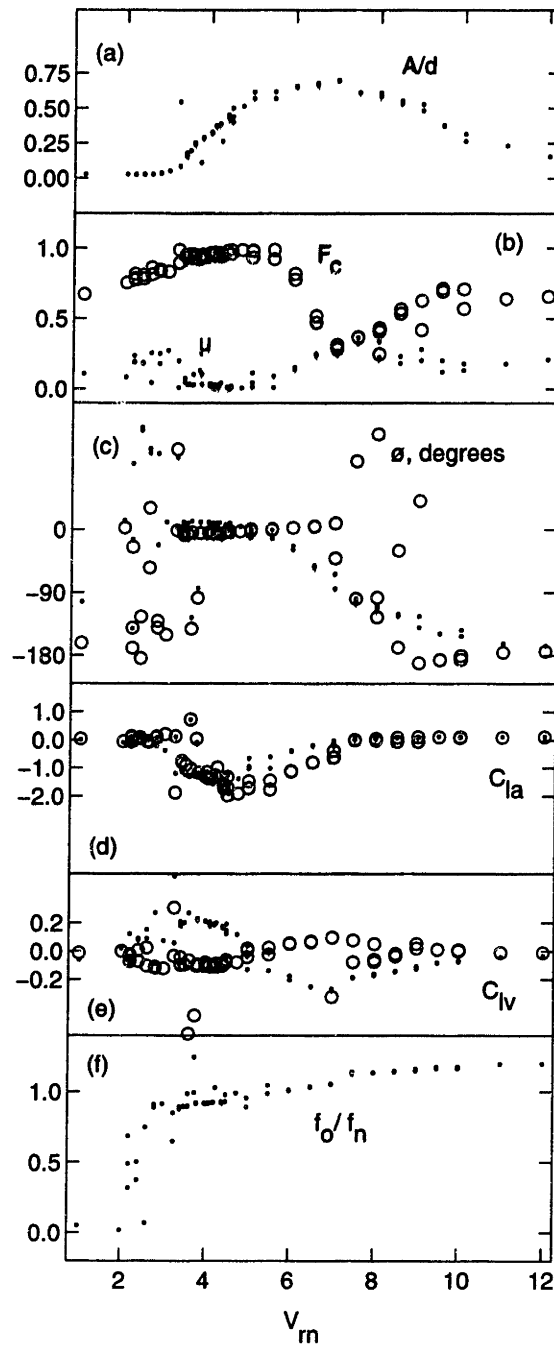 (a)
A/d
0.75
0.50
0.25
0.00
(b)
1.0
F_c
0.5
μ
0.0
(c)
ø, degrees
0
-90
-180
1.0
0.0
-1.0
-2.0
C_la
(d)
0.2
0.0
-0.2
C_lv
(e)
(f)
1.0
f_o/f_n
0.5
0.0
2 4 6 8 10 12
V_rn